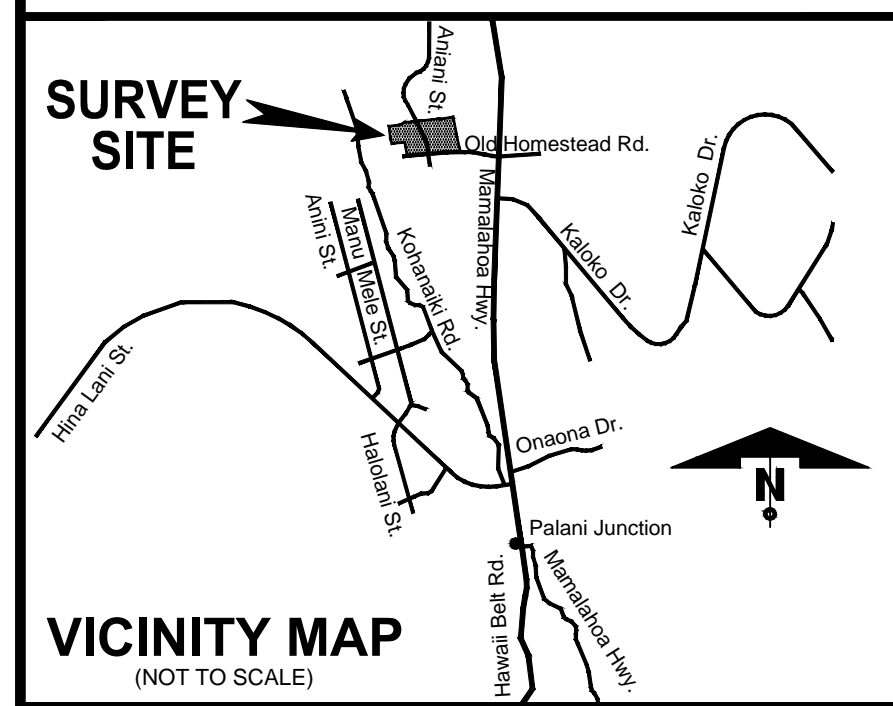 SURVEY
SITE
Aniani St.
Old Homestead Rd.
Mamalahoa Hwy.
Kaloko Dr.
Kaloko Dr.
Anini St.
Manu
Mele St.
Kohanaiki Rd.
Hina Lani St.
Halolani St.
Onaona Dr.
N
Palani Junction
Hawaii Belt Rd.
Mamalahoa Hwy.
VICINITY MAP
(NOT TO SCALE)